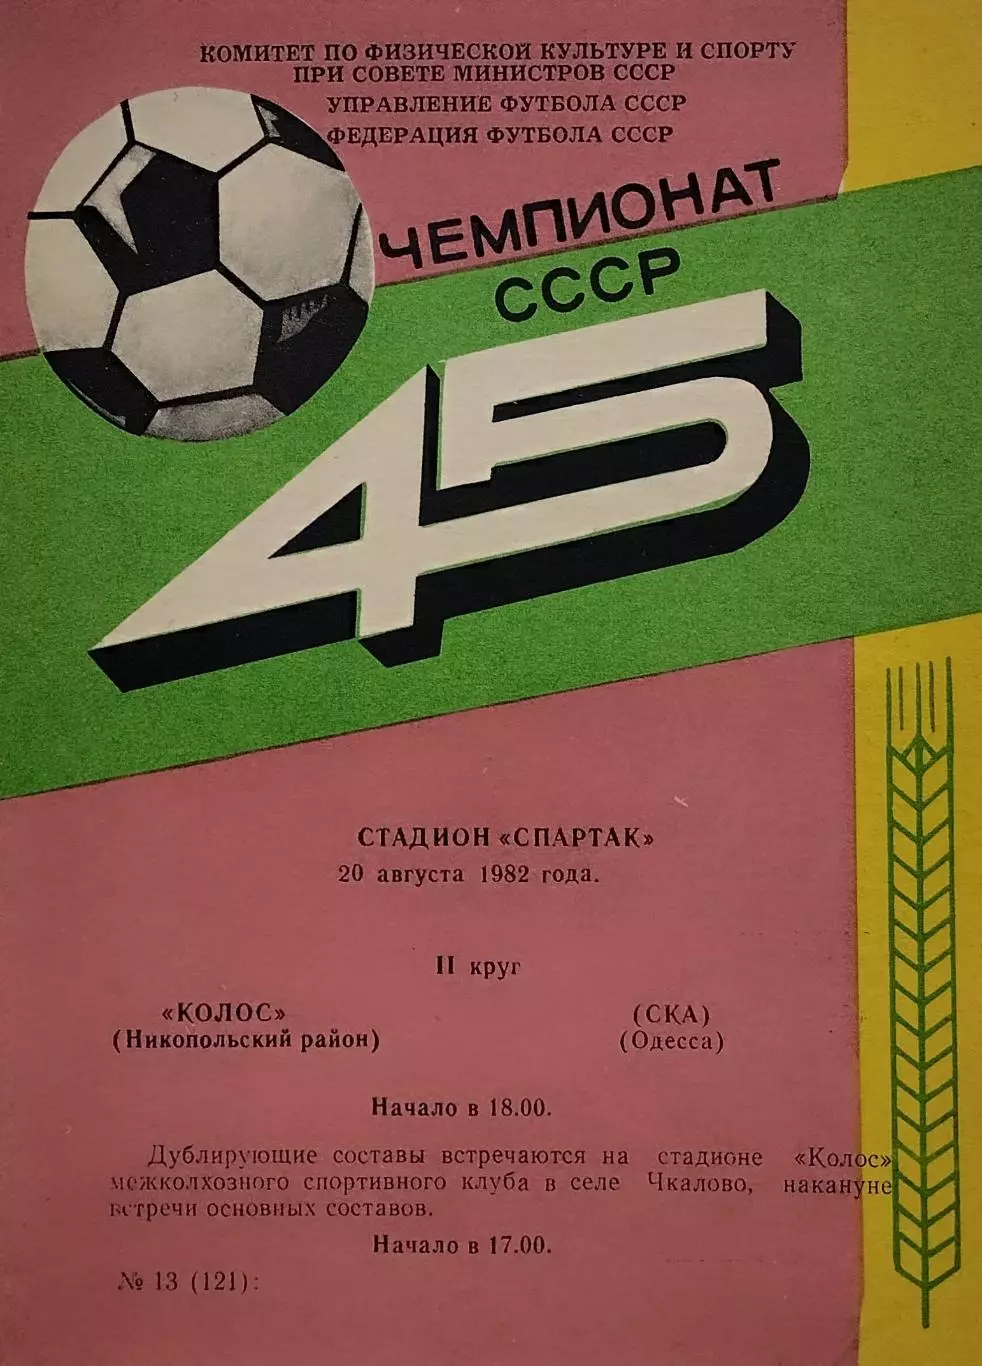 КОМИТЕТ ПО ФИЗИЧЕСКОЙ КУЛЬТУРЕ И СПОРТУ
ПРИ СОВЕТЕ МИНИСТРОВ СССР
УПРАВЛЕНИЕ ФУТБОЛА СССР
ФЕДЕРАЦИЯ ФУТБОЛА СССР
ЧЕМПИОНАТ
СССР
45
СТАДИОН «СПАРТАК»
20 августа 1982 года.
II круг
«КОЛОС» (СКА)
(Никопольский район) (Одесса)
Начало в 18.00.
Дублирующие составы встречаются на стадионе «Колос»
межколхозного спортивного клуба в селе Чкалово, накануне
встречи основных составов.
Начало в 17.00.
№ 13 (121):